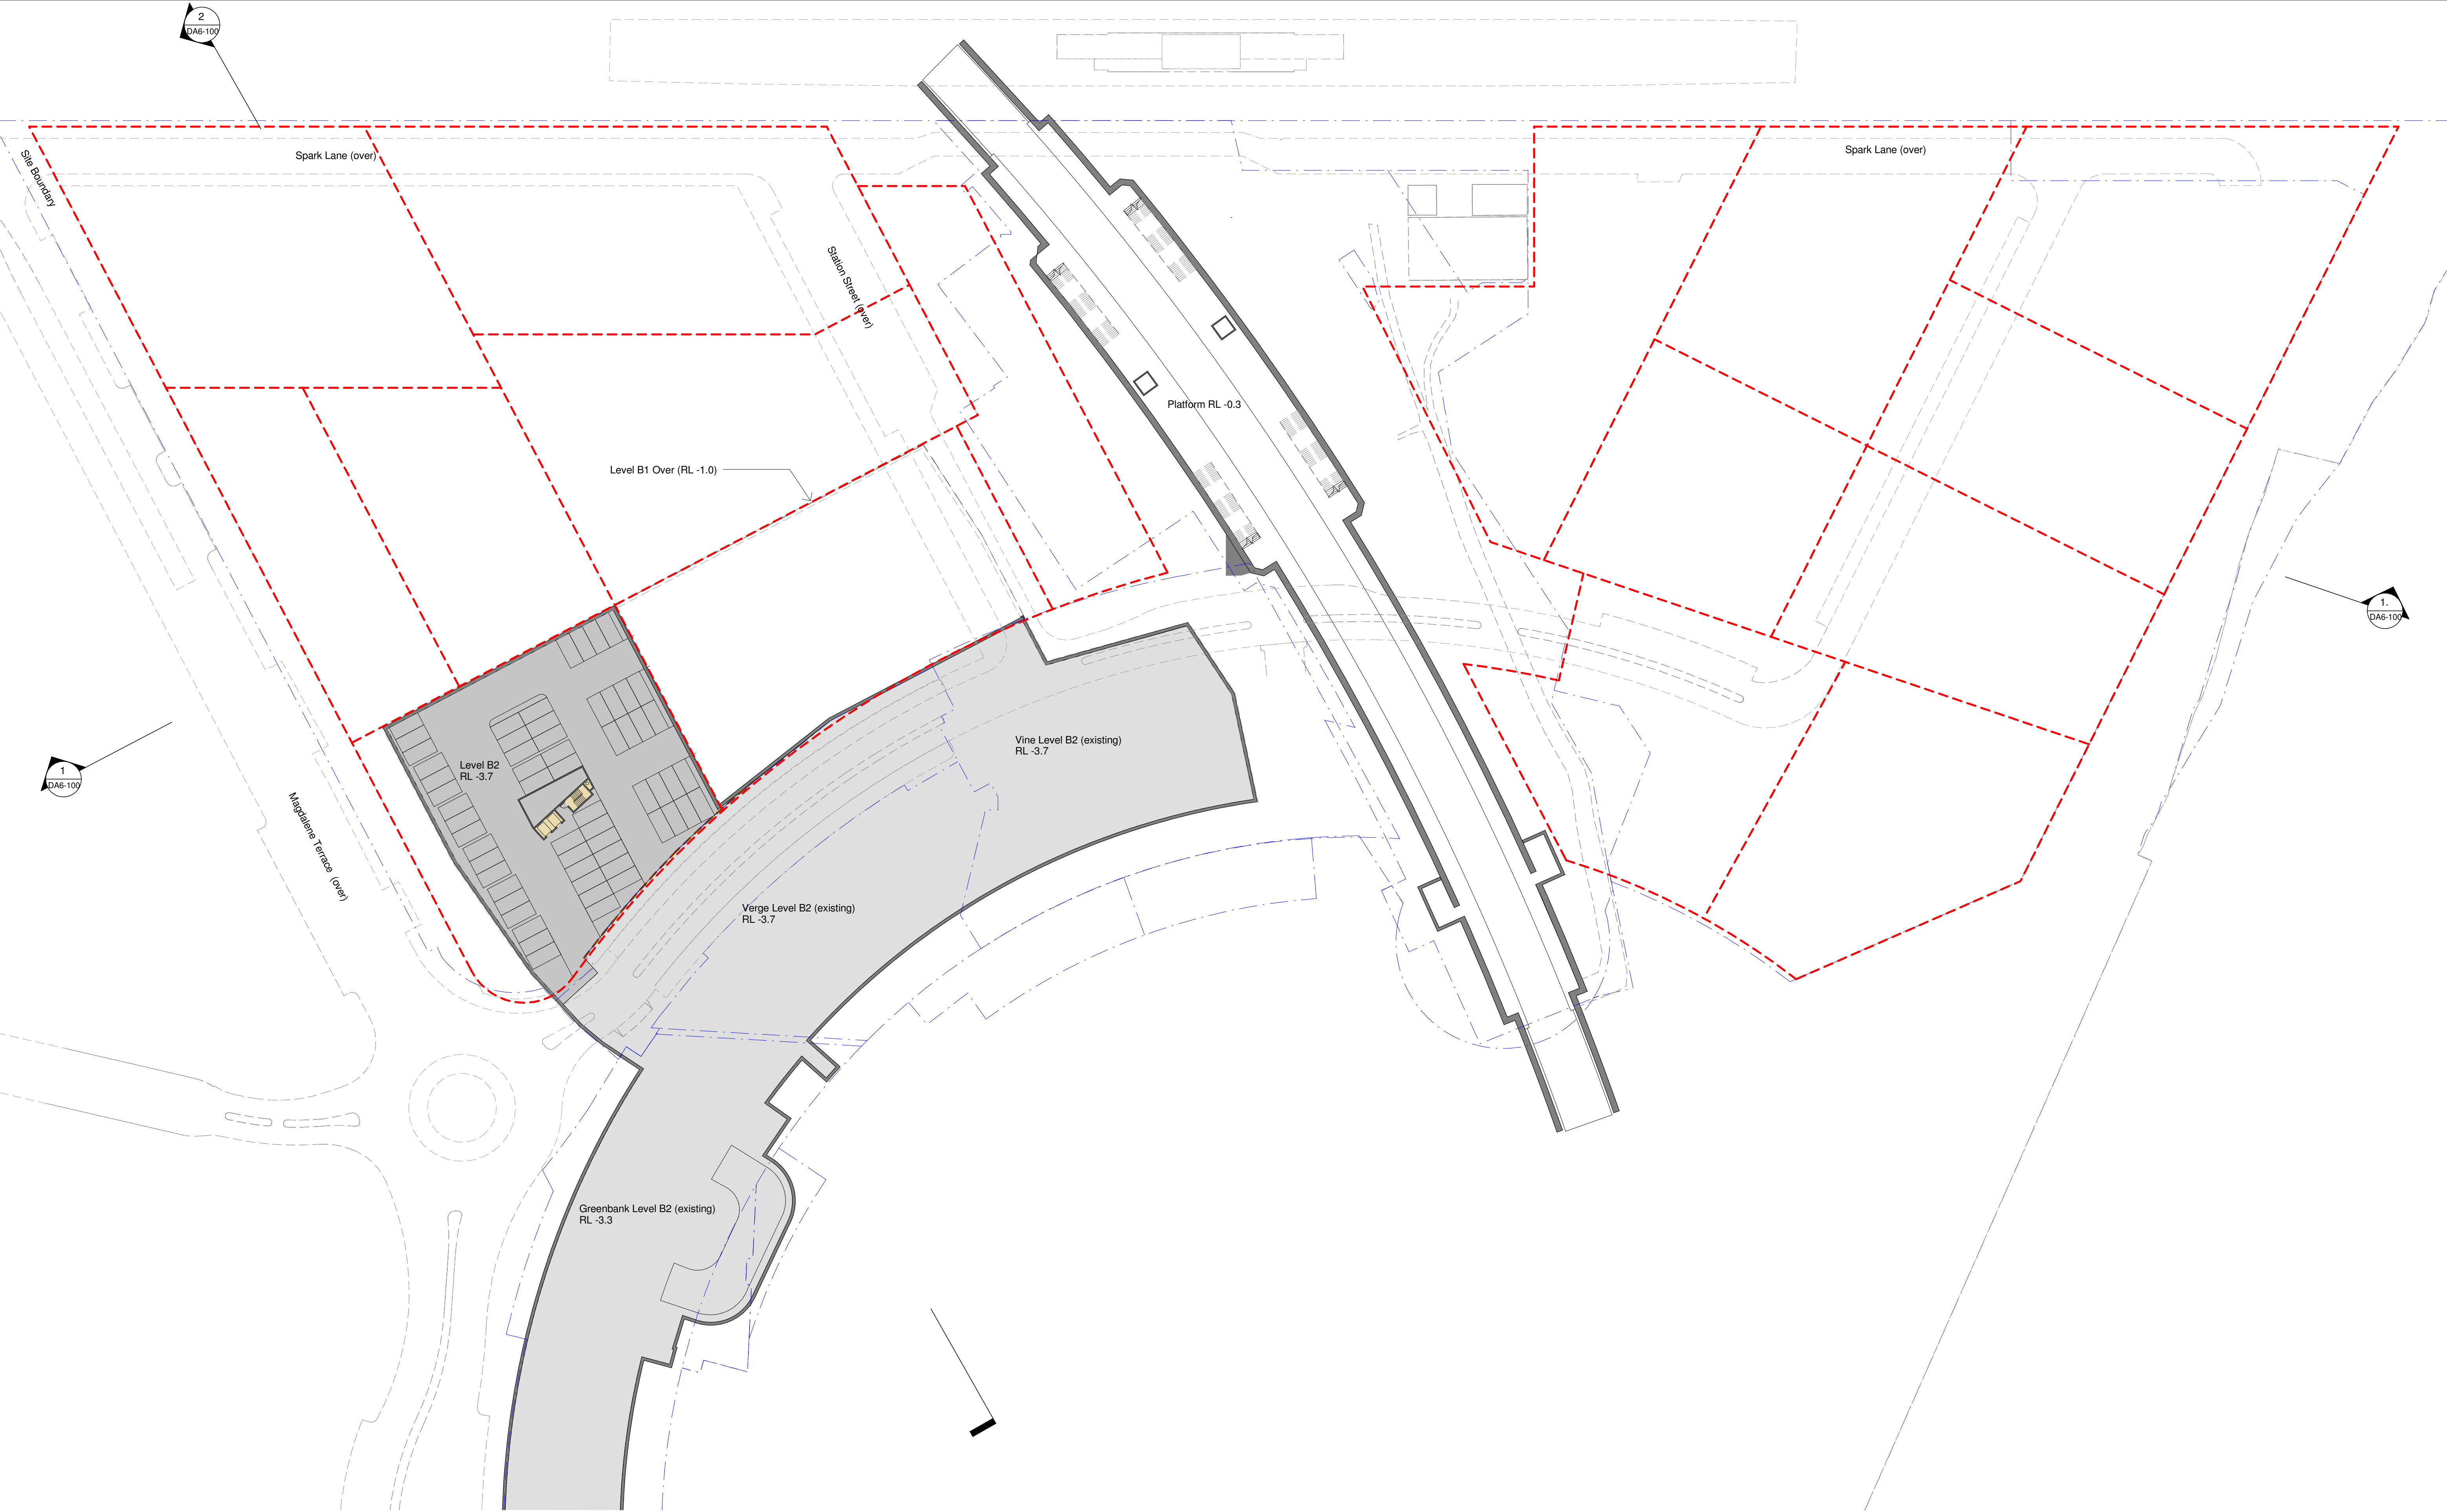 2
DA6-100
Spark Lane (over)
Spark Lane (over)
Site Boundary
Station Street (over)
Platform RL -0.3
Level B1 Over (RL -1.0)
1.
DA6-100
Vine Level B2 (existing)
RL -3.7
Level B2
RL -3.7
1
DA6-100
Magdalene Terrace (over)
Verge Level B2 (existing)
RL -3.7
Greenbank Level B2 (existing)
RL -3.3